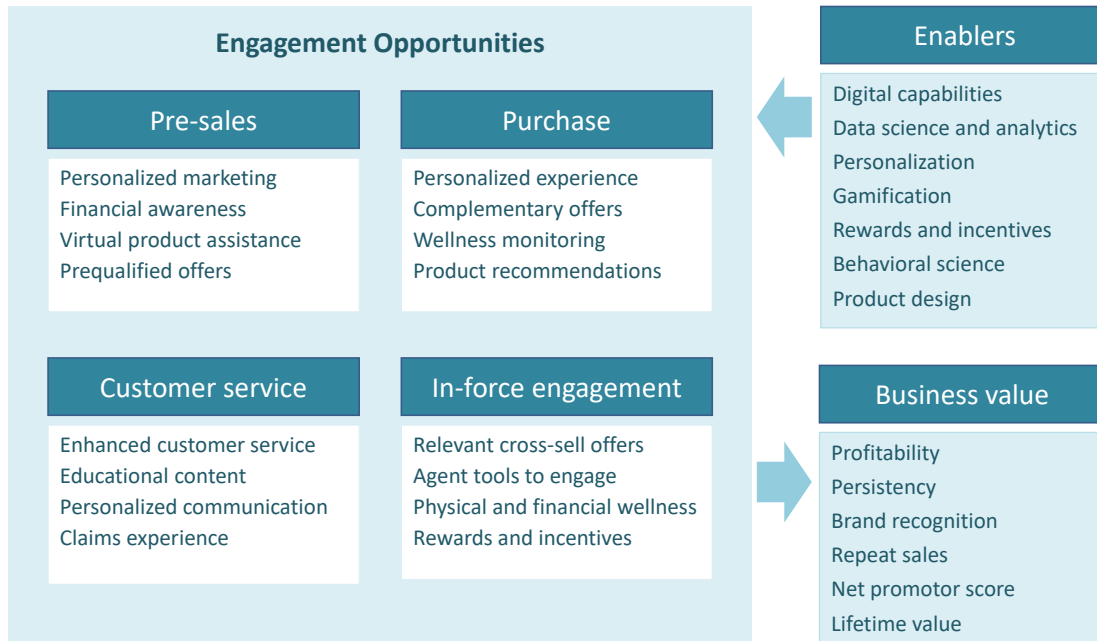 Engagement Opportunities
Pre-sales
Personalized marketing
Financial awareness
Virtual product assistance
Prequalified offers
Purchase
Personalized experience
Complementary offers
Wellness monitoring
Product recommendations
Customer service
Enhanced customer service
Educational content
Personalized communication
Claims experience
In-force engagement
Relevant cross-sell offers
Agent tools to engage
Physical and financial wellness
Rewards and incentives
Enablers
Digital capabilities
Data science and analytics
Personalization
Gamification
Rewards and incentives
Behavioral science
Product design
Business value
Profitability
Persistency
Brand recognition
Repeat sales
Net promotor score
Lifetime value